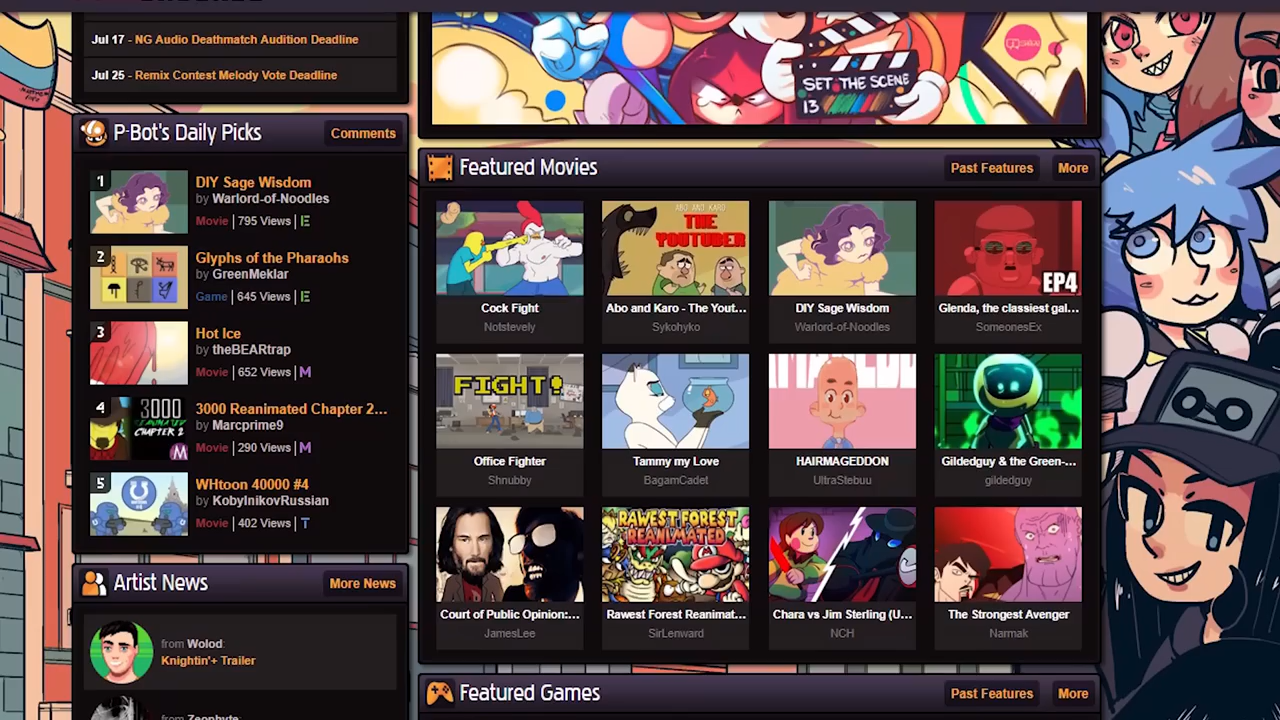 Jul 17 - NG Audio Deathmatch Audition Deadline
Jul 25 - Remix Contest Melody Vote Deadline
P-Bot's Daily Picks
Comments
1
DIY Sage Wisdom
by Warlord-of-Noodles
Movie | 795 Views | E
2
Glyphs of the Pharaohs
by GreenMeklar
Game | 645 Views | E
3
Hot Ice
by theBEARtrap
Movie | 652 Views | M
4
3000 REANIMATED CHAPTER 2
M
3000 Reanimated Chapter 2...
by Marcprime9
Movie | 290 Views | M
5
WHtoon 40000 #4
by KobylnikovRussian
Movie | 402 Views | T
Artist News
More News
from Wolod:
Knightin'+ Trailer
from Zeophyte:
SET THE SCENE
13
Featured Movies
Past Features
More
Cock Fight
Notstevely
ABO AND KARO
THE YOUTUBER
Abo and Karo - The Yout...
Sykohyko
DIY Sage Wisdom
Warlord-of-Noodles
EP4
Glenda, the classiest gal...
SomeonesEx
FIGHT!
Office Fighter
Shnubby
Tammy my Love
BagamCadet
HAIRMAGEDDON
UltraStebuu
Gildedguy & the Green-...
gildedguy
Court of Public Opinion:...
JamesLee
RAWEST FOREST
REANIMATED
Rawest Forest Reanimat...
SirLenward
Chara vs Jim Sterling (U...
NCH
The Strongest Avenger
Narmak
Featured Games
Past Features
More